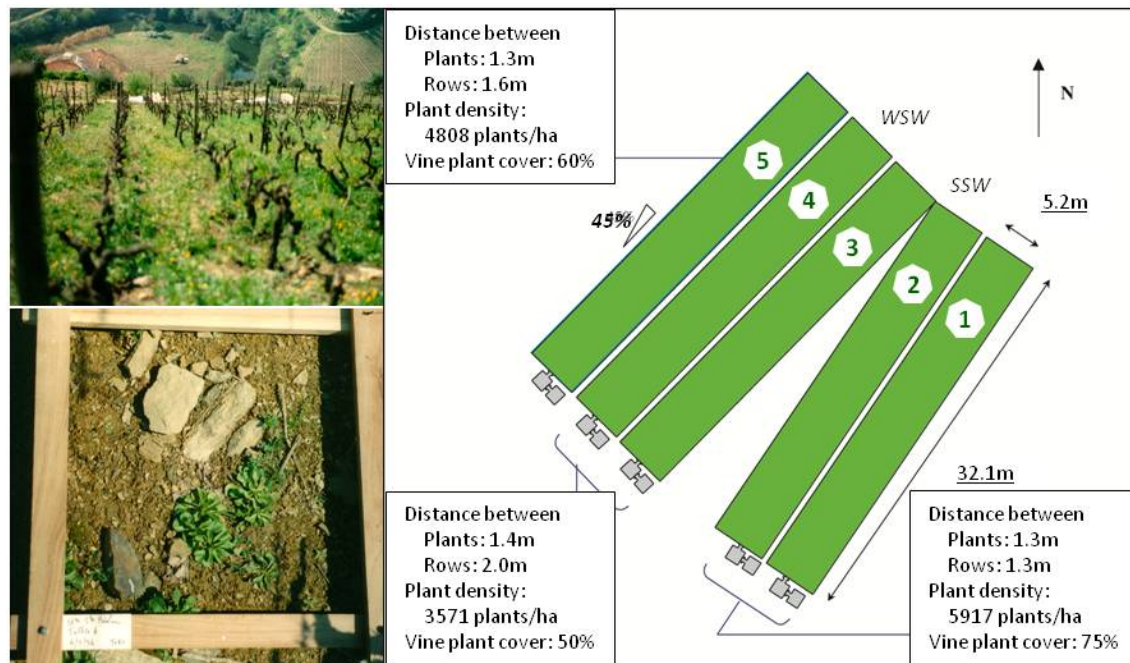 Distance between
Plants: 1.3m
Rows: 1.6m
Plant density:
4808 plants/ha
Vine plant cover: 60%
WSW
SSW
N
5.2m
45%
5
4
3
2
1
32.1m
Distance between
Plants: 1.4m
Rows: 2.0m
Plant density:
3571 plants/ha
Vine plant cover: 50%
Distance between
Plants: 1.3m
Rows: 1.3m
Plant density:
5917 plants/ha
Vine plant cover: 75%